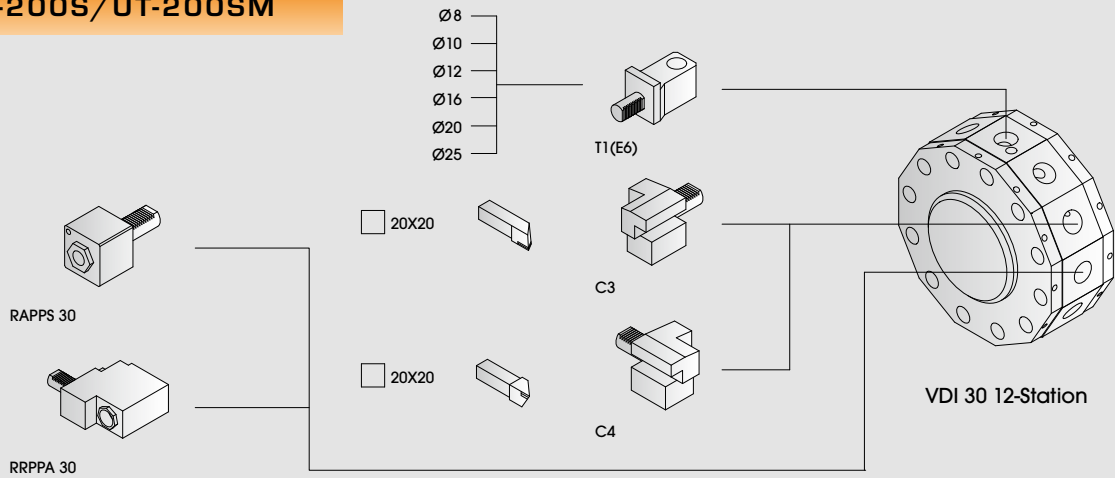 -200S/UT-200SM
Ø8
Ø10
Ø12
Ø16
Ø20
Ø25
T1(E6)
20X20
C3
RAPPS 30
20X20
C4
VDI 30 12-Station
RRPPA 30